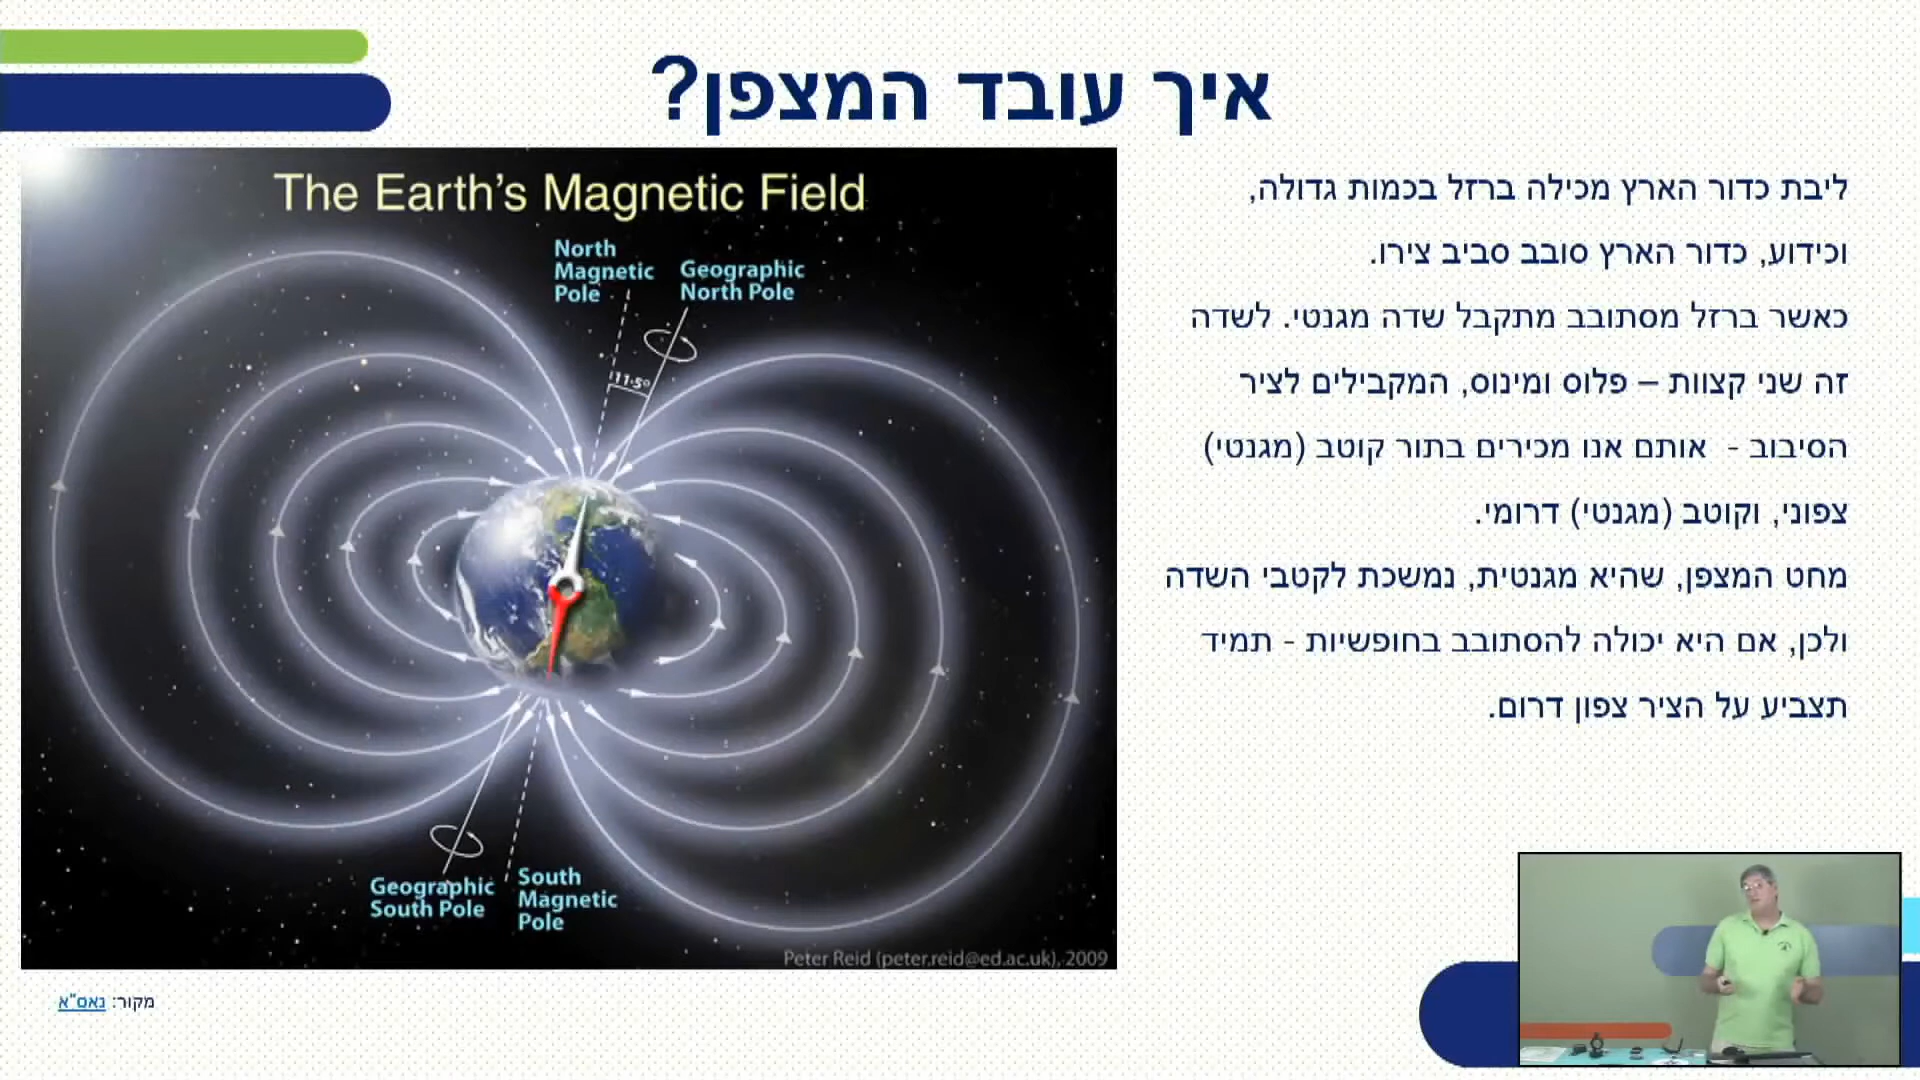 איך עובד המצפן?
ליבת כדור הארץ מכילה ברזל בכמות גדולה,
וכידוע, כדור הארץ סובב סביב צירו.
כאשר ברזל מסתובב מתקבל שדה מגנטי. לשדה
זה שני קצוות – פלוס ומינוס, המקבילים לציר
הסיבוב - אותם אנו מכירים בתור קוטב (מגנטי)
צפוני, וקוטב (מגנטי) דרומי.
מחט המצפן, שהיא מגנטית, נמשכת לקטבי השדה
ולכן, אם היא יכולה להסתובב בחופשיות - תמיד
תצביע על הציר צפון דרום.
The Earth's Magnetic Field
North
Magnetic
Pole
Geographic
North Pole
11·5°
Geographic
South Pole
South
Magnetic
Pole
Peter Reid (peter.reid@ed.ac.uk), 2009
מקור: נאס"א